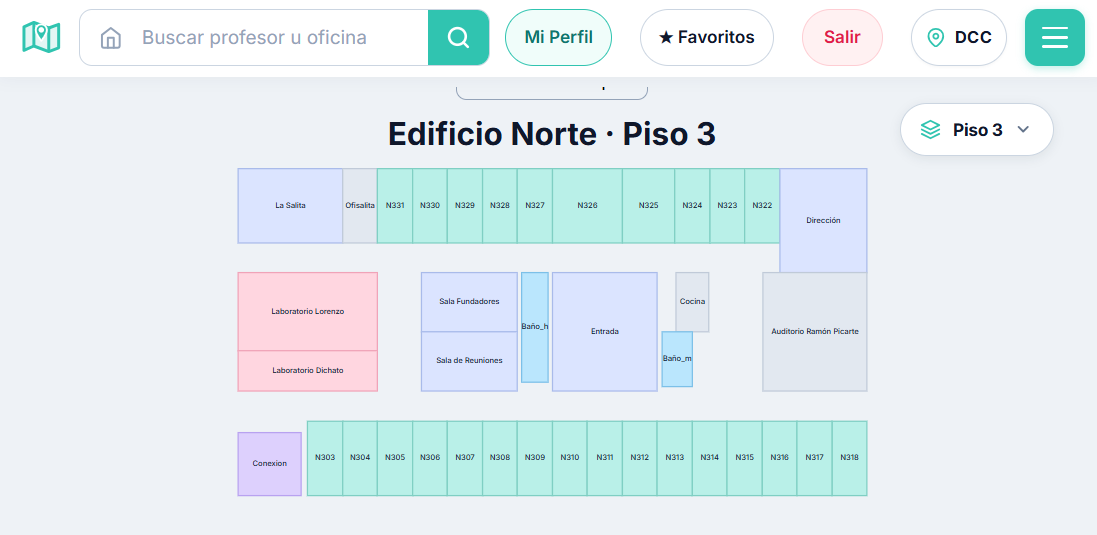 Buscar profesor u oficina
Mi Perfil
★ Favoritos
Salir
DCC
Edificio Norte · Piso 3
Piso 3
La Salita
Ofisalita
N331
N330
N329
N328
N327
N326
N325
N324
N323
N322
Dirección
Laboratorio Lorenzo
Laboratorio Dichato
Sala Fundadores
Sala de Reuniones
Baño_h
Entrada
Cocina
Baño_m
Auditorio Ramón Picarte
Conexion
N303
N304
N305
N306
N307
N308
N309
N310
N311
N312
N313
N314
N315
N316
N317
N318